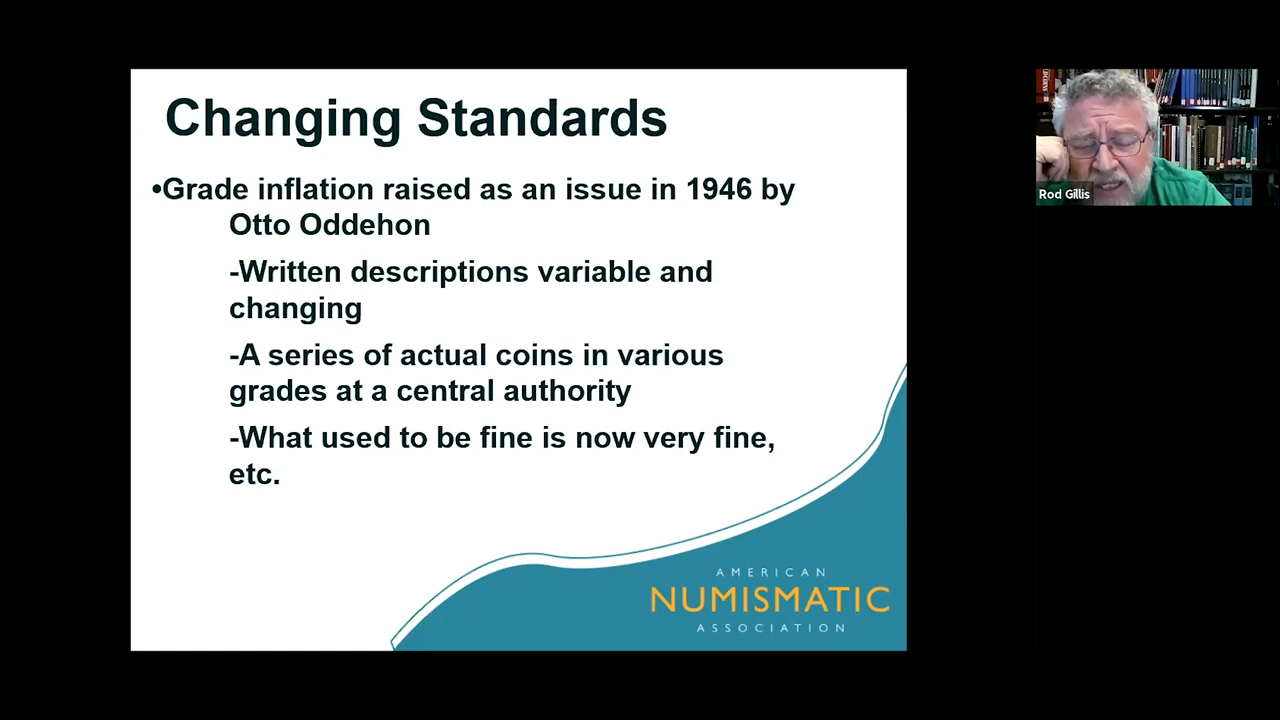 Changing Standards
•Grade inflation raised as an issue in 1946 by
Otto Oddehon
-Written descriptions variable and
changing
-A series of actual coins in various
grades at a central authority
-What used to be fine is now very fine,
etc.
AMERICAN
NUMISMATIC
ASSOCIATION
Rod Gillis